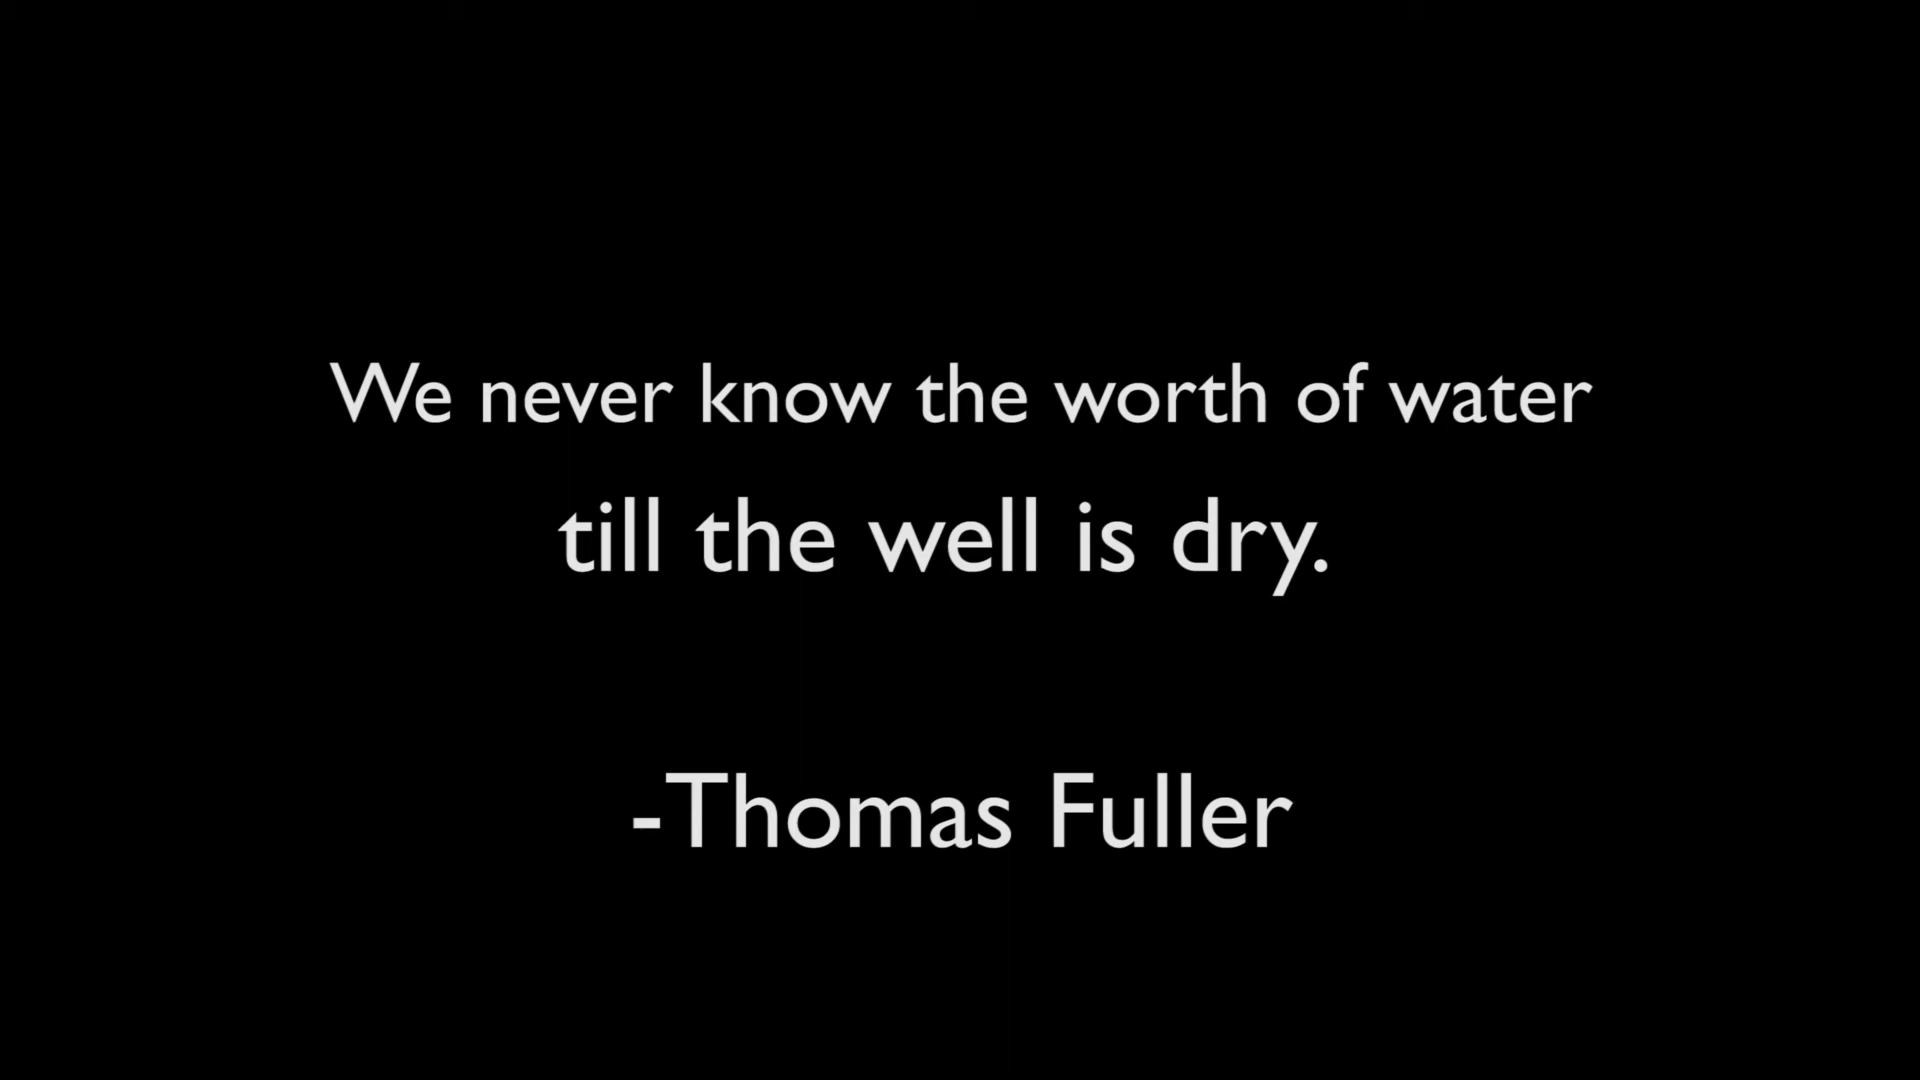 We never know the worth of water
till the well is dry.
-Thomas Fuller